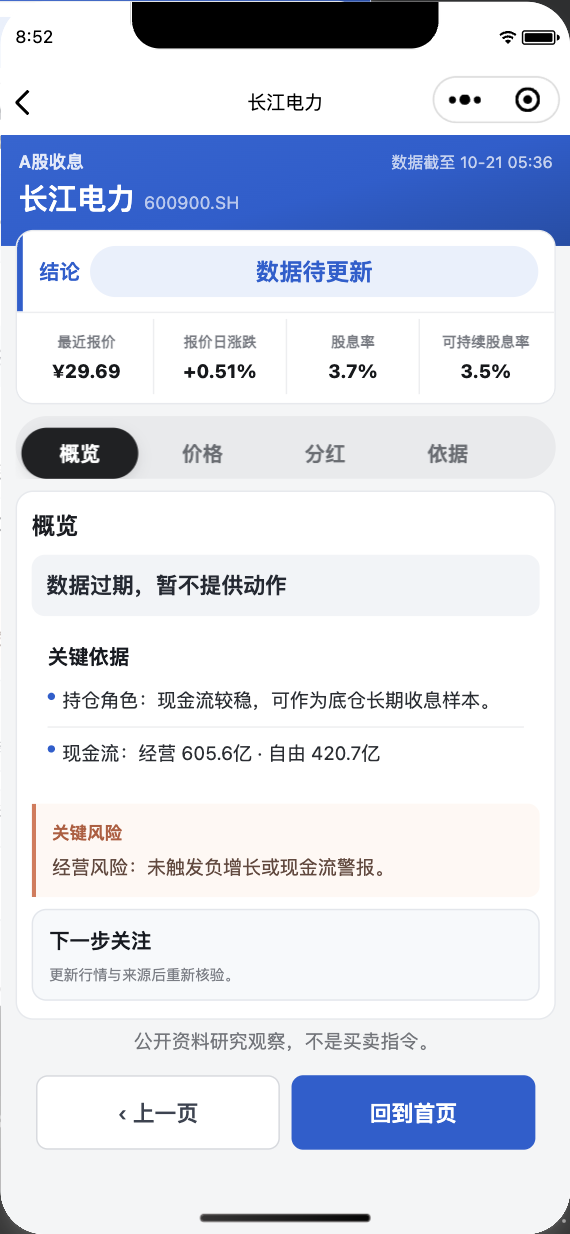 8:52
长江电力
A股收息
数据截至 10-21 05:36
长江电力 600900.SH
结论
数据待更新
最近报价
报价日涨跌
股息率
可持续股息率
¥29.69
+0.51%
3.7%
3.5%
概览
价格
分红
依据
概览
数据过期，暂不提供动作
关键依据
持仓角色：现金流较稳，可作为底仓长期收息样本。
现金流：经营 605.6亿 · 自由 420.7亿
关键风险
经营风险：未触发负增长或现金流警报。
下一步关注
更新行情与来源后重新核验。
公开资料研究观察，不是买卖指令。
‹ 上一页
回到首页